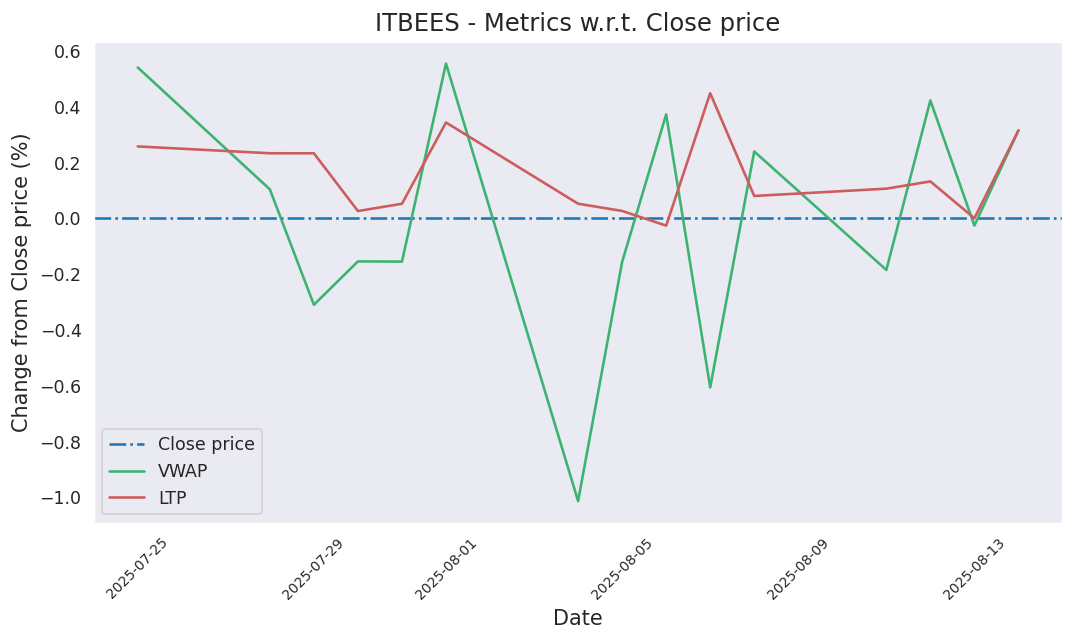 ITBEES - Metrics w.r.t. Close price
Change from Close price (%)
0.6
0.4
0.2
0.0
−0.2
−0.4
−0.6
−0.8
−1.0
Close price
VWAP
LTP
2025-07-25
2025-07-29
2025-08-01
2025-08-05
2025-08-09
2025-08-13
Date